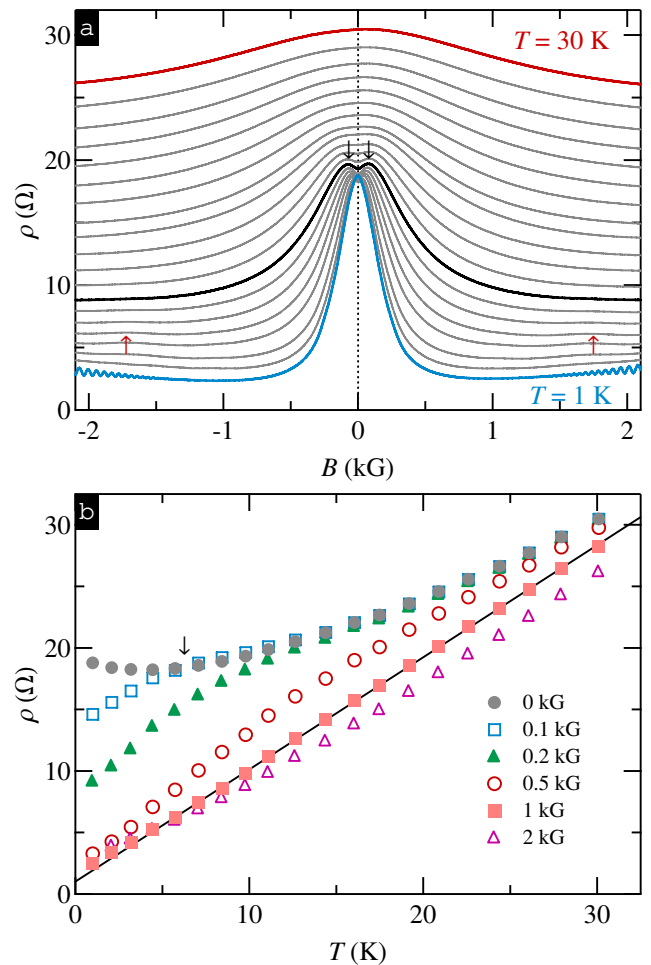 a
30
20
10
0
ρ (Ω)
T = 30 K
↓ ↓
↑ ↑
T = 1 K
-2 -1 0 1 2
B (kG)
b
30
20
10
0
ρ (Ω)
↓
0 kG
0.1 kG
0.2 kG
0.5 kG
1 kG
2 kG
0 10 20 30
T (K)